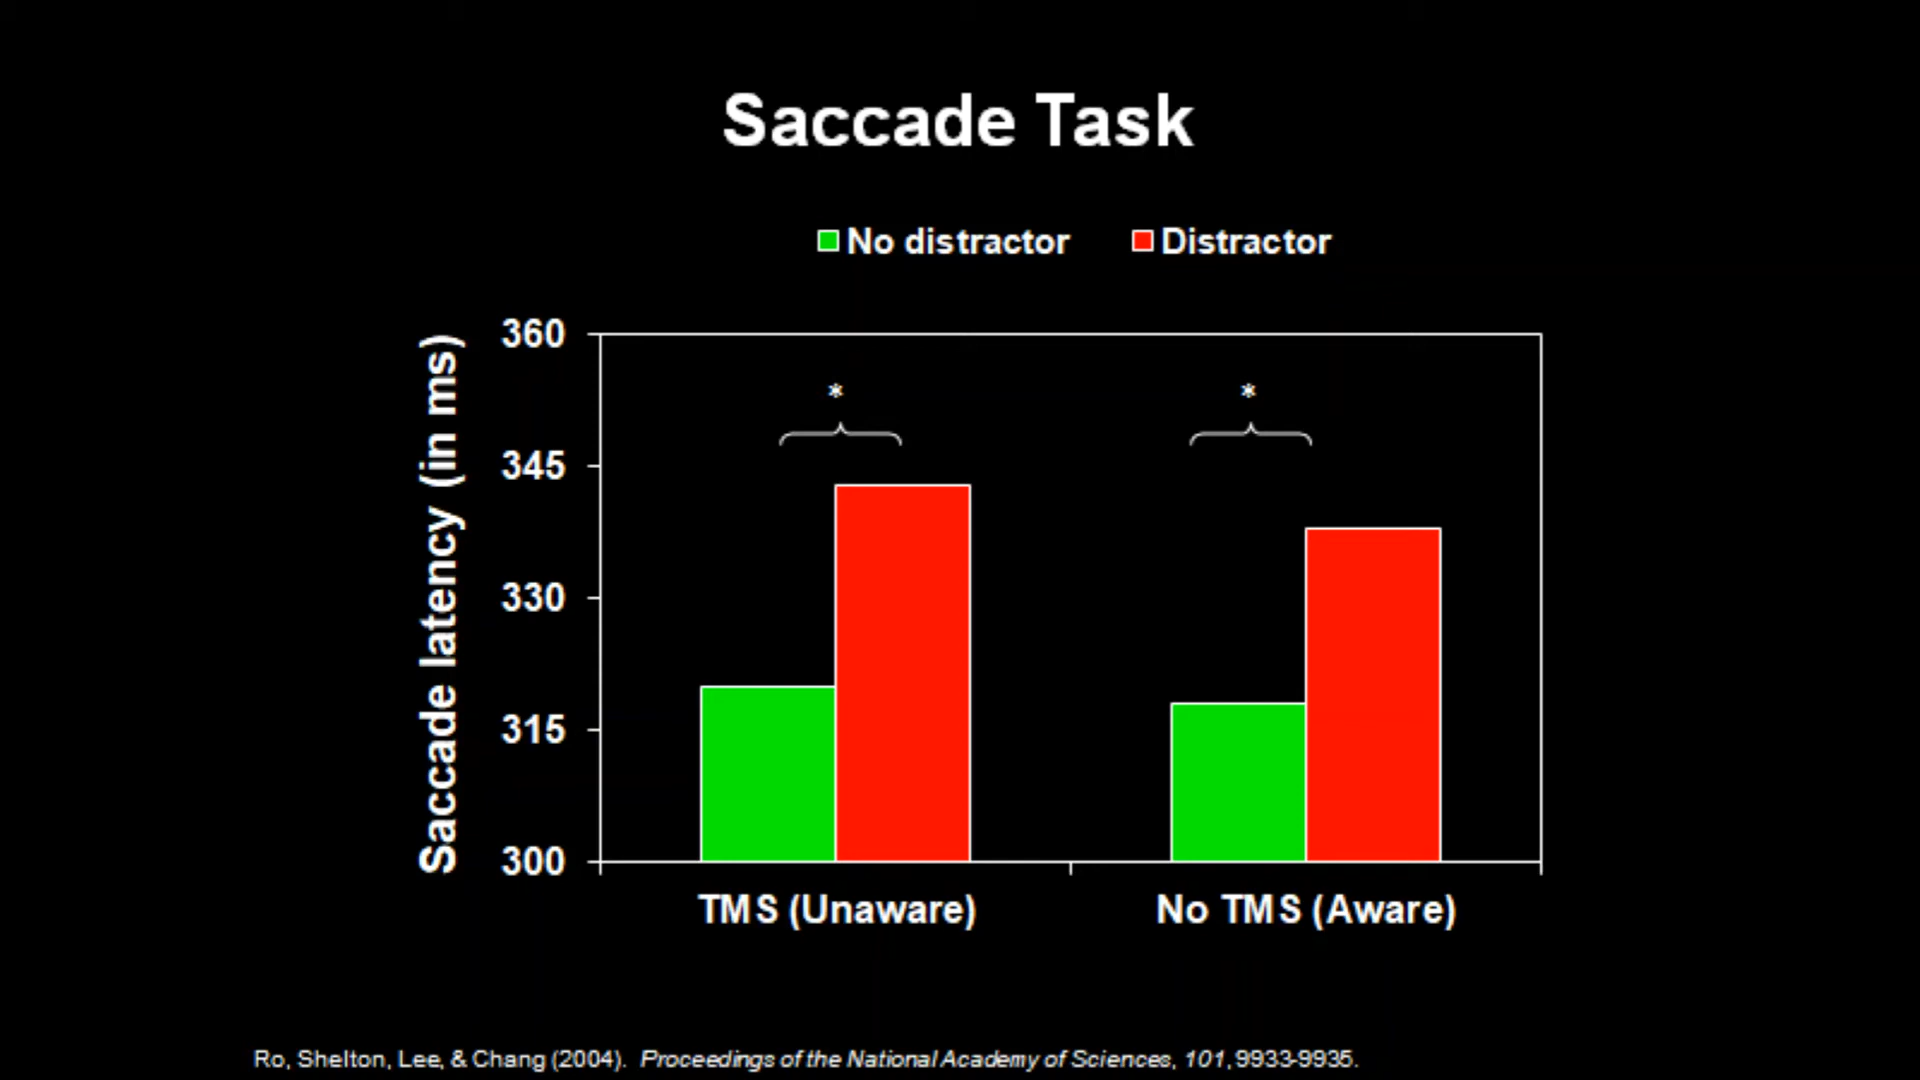 Saccade Task
No distractor Distractor
Saccade latency (in ms)
360
*
*
345
330
315
300
TMS (Unaware) No TMS (Aware)
Ro, Shelton, Lee, & Chang (2004). Proceedings of the National Academy of Sciences, 101, 9933-9935.